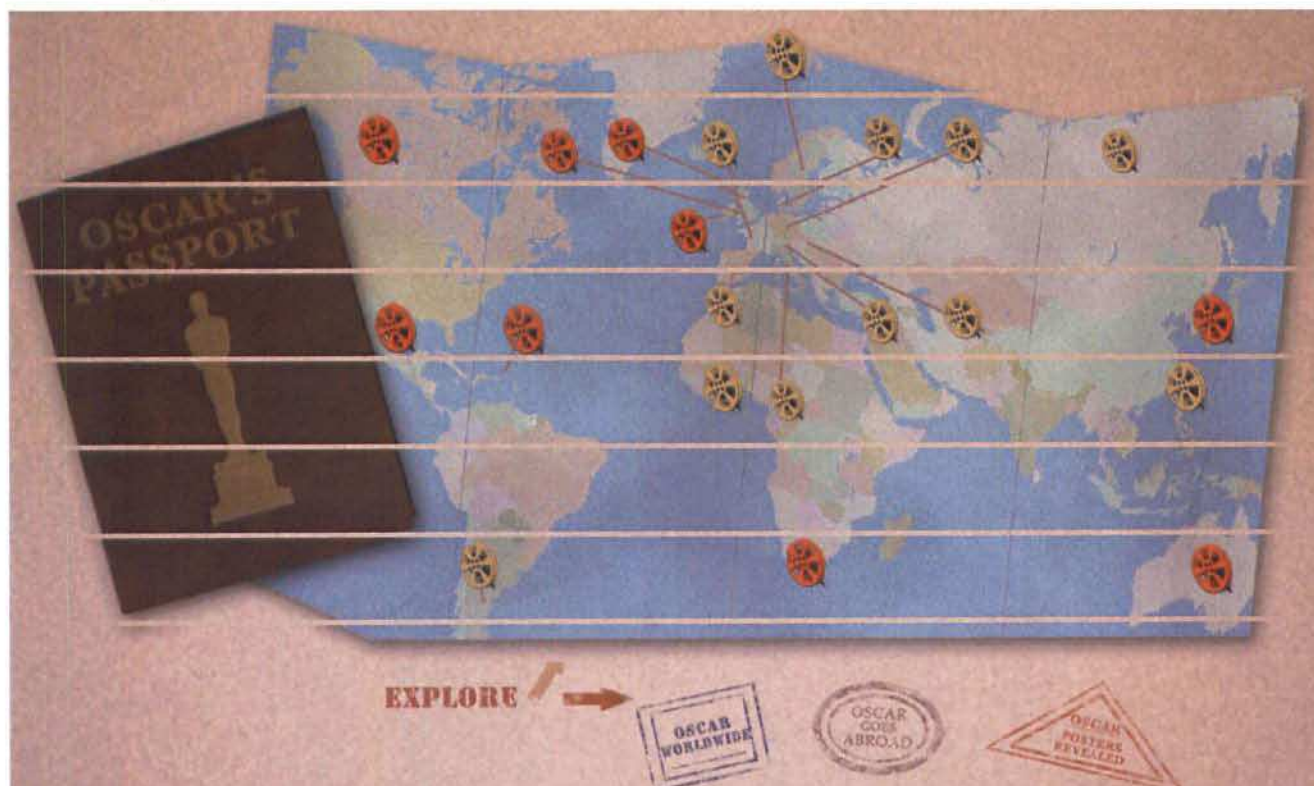 OSCAR'S
PASSPORT
EXPLORE
OSCAR
WORLDWIDE
OSCAR
GOES
ABROAD
OSCAR
POSTERS
REVEALED